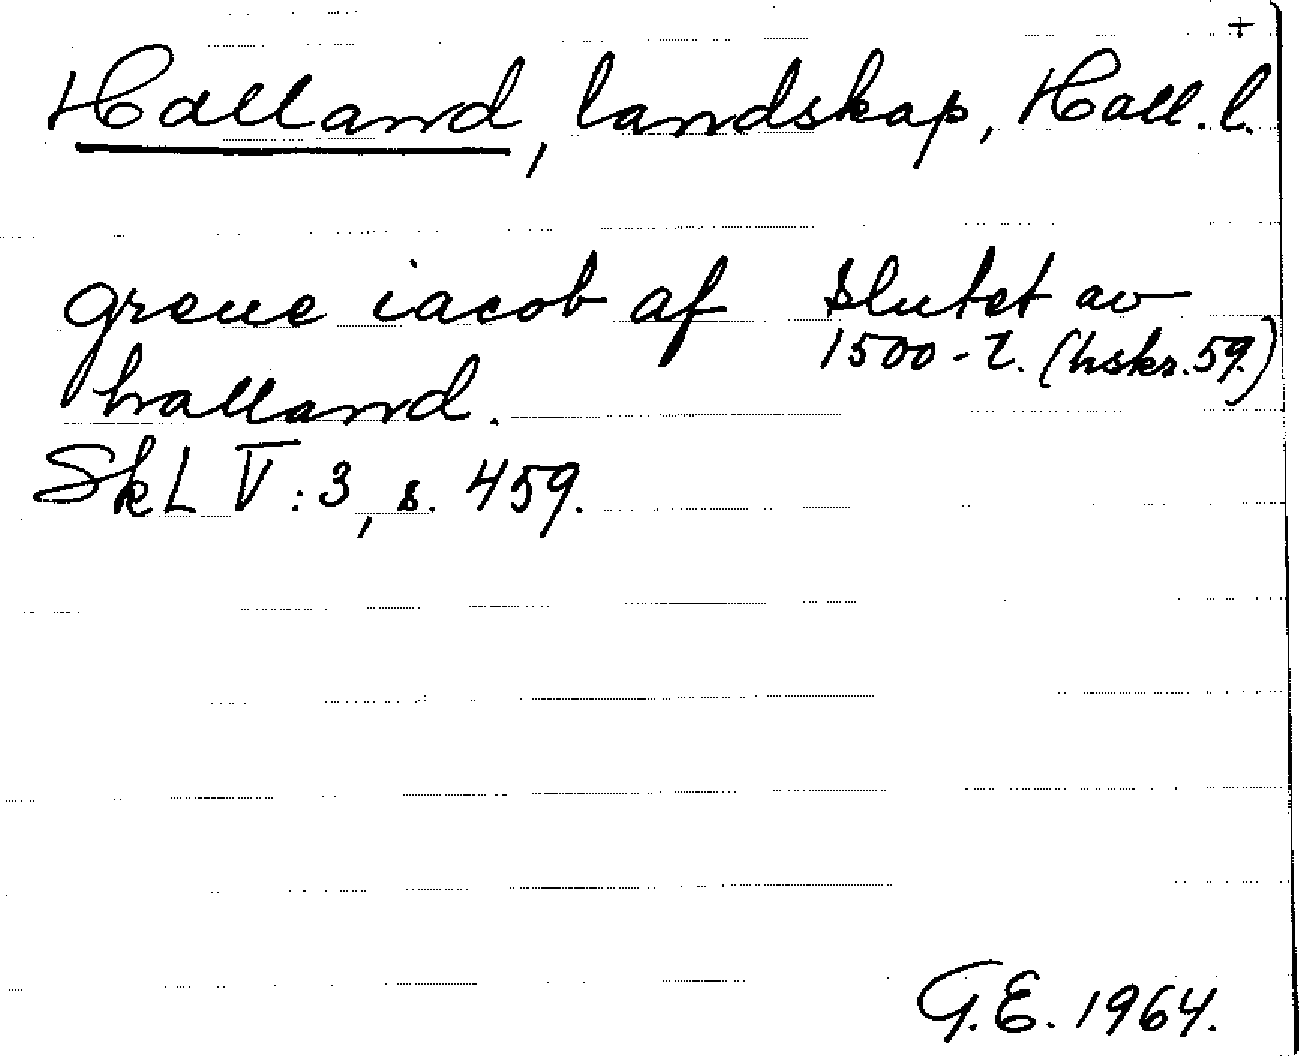 +
Halland, landskap, Hall. l.
greue iacob af slutet av
1500-t. (hskr. 59.)
halland.
SkL V:3, s. 459.
G.E. 1964.